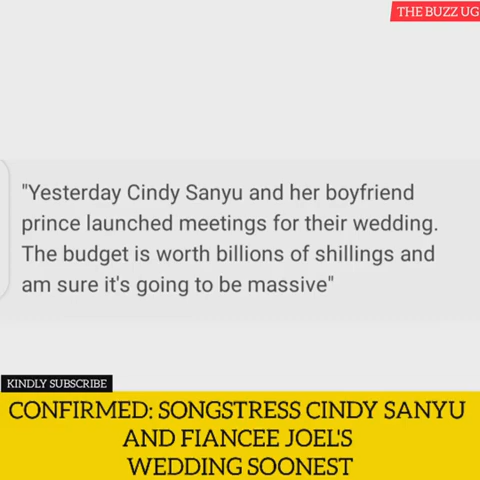 THE BUZZ UG
"Yesterday Cindy Sanyu and her boyfriend
prince launched meetings for their wedding.
The budget is worth billions of shillings and
am sure it's going to be massive"
KINDLY SUBSCRIBE
CONFIRMED: SONGSTRESS CINDY SANYU
AND FIANCEE JOEL'S
WEDDING SOONEST